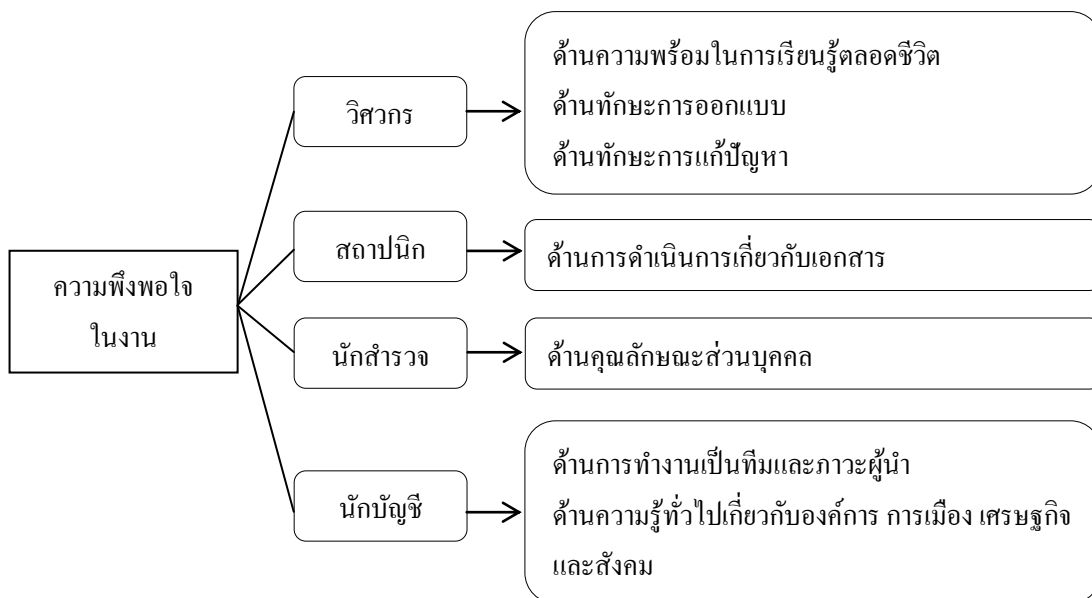 ความพึงพอใจ
ในงาน
วิศวกร
ด้านความพร้อมในการเรียนรู้ตลอดชีวิต
ด้านทักษะการออกแบบ
ด้านทักษะการแก้ปัญหา
สถาปนิก
ด้านการดำเนินการเกี่ยวกับเอกสาร
นักสำรวจ
ด้านคุณลักษณะส่วนบุคคล
นักบัญชี
ด้านการทำงานเป็นทีมและภาวะผู้นำ
ด้านความรู้ทั่วไปเกี่ยวกับองค์การ การเมือง เศรษฐกิจ
และสังคม